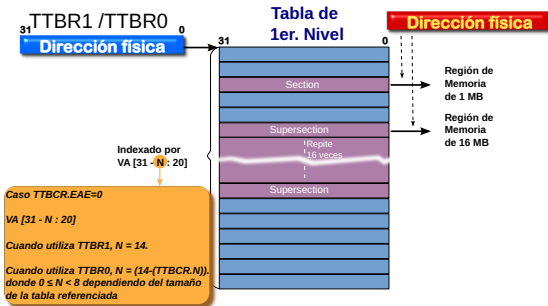 TTBR1 /TTBR0
31
0
Dirección física
Tabla de
1er. Nivel
31
0
Dirección física
Section
Región de
Memoria
de 1 MB
Supersection
Región de
Memoria
de 16 MB
Repite
16 veces
Supersection
Indexado por
VA [31 - N : 20]
Caso TTBCR.EAE=0
VA [31 - N : 20]
Cuando utiliza TTBR1, N = 14.
Cuando utiliza TTBR0, N = (14-(TTBCR.N)).
donde 0 ≤ N < 8 dependiendo del tamaño
de la tabla referenciada